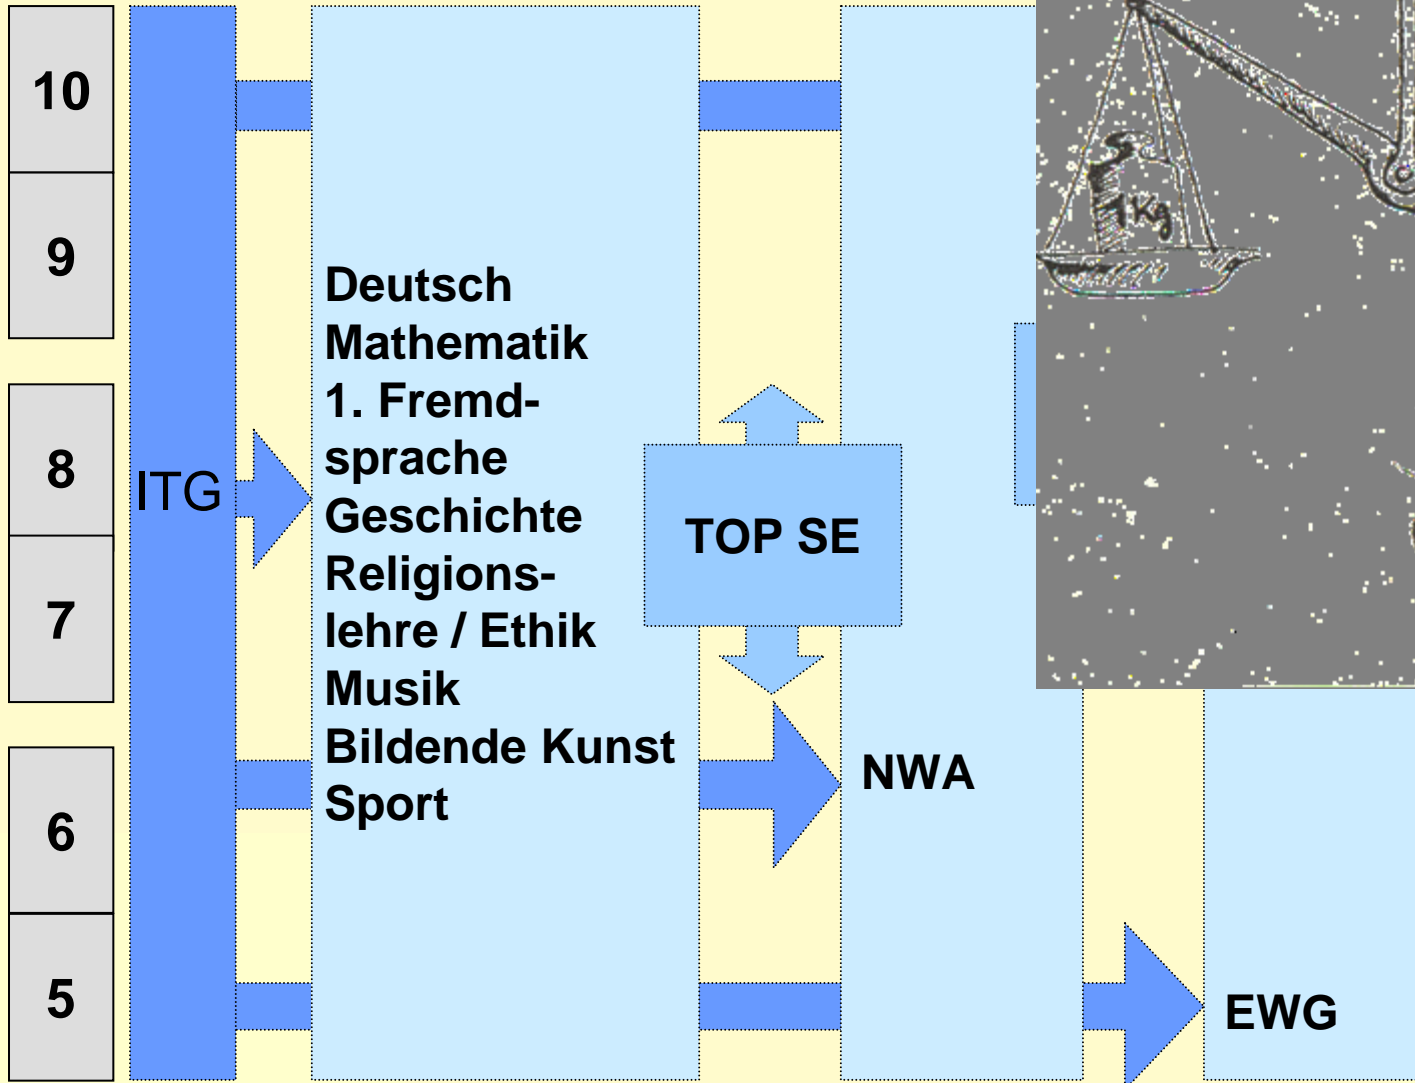 10
9
8
7
6
5
ITG
Deutsch
Mathematik
1. Fremd-
sprache
Geschichte
Religions-
lehre / Ethik
Musik
Bildende Kunst
Sport
TOP SE
NWA
EWG
1Kg